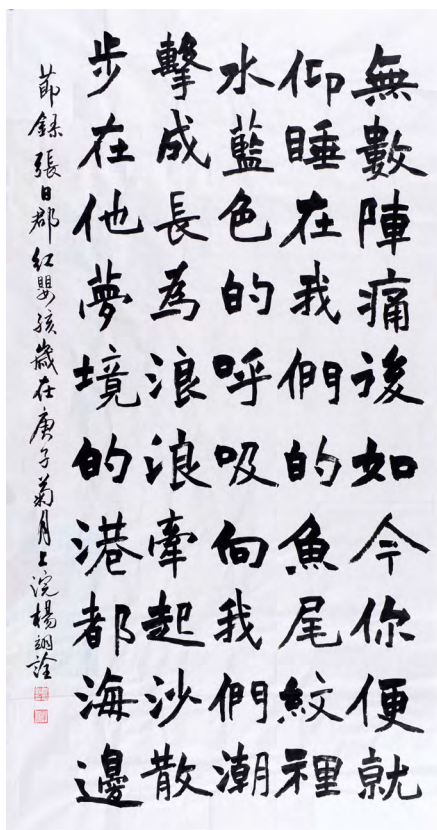 無數陣痛後如今你便就
仰睡在我們的魚尾紋裡
水藍色的呼吸向我們潮
擊成長為浪浪牽起沙散
步在他夢境的港都海邊
節錄張日郡紅嬰孩歲在庚子菊月上浣楊翊詮